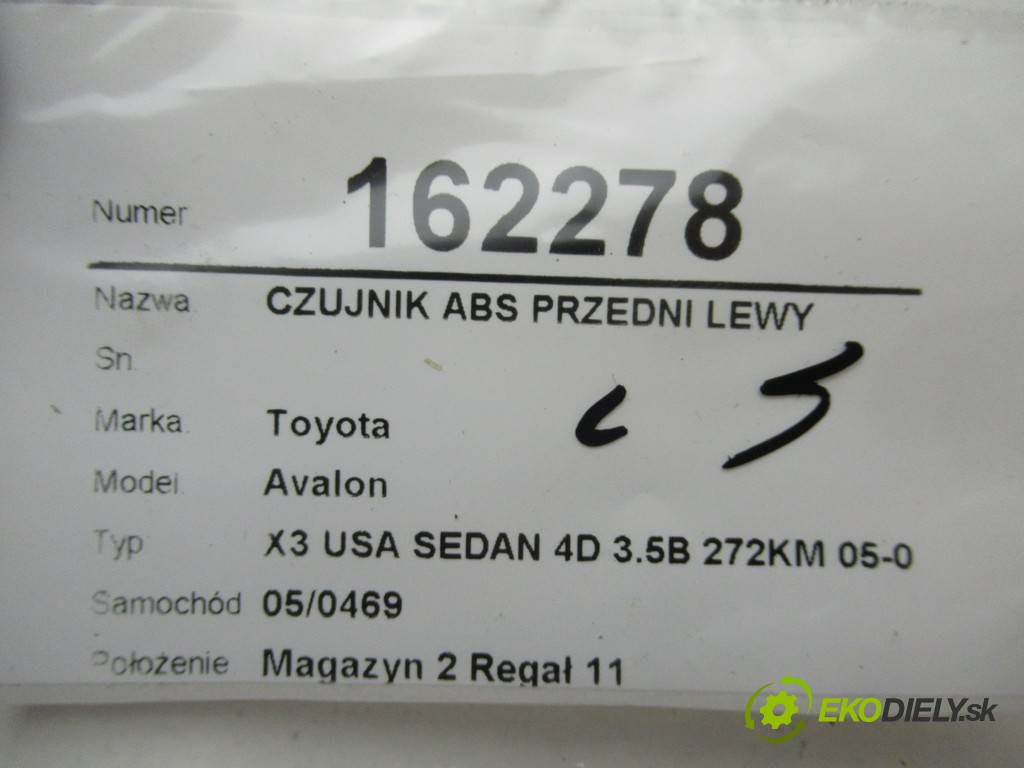 Numer 162278
Nazwa CZUJNIK ABS PRZEDNI LEWY
Sn
Marka Toyota
Model Avalon
Typ X3 USA SEDAN 4D 3.5B 272KM 05-0
Samochód 05/0469
Położenie Magazyn 2 Regał 11
EKODIELY.sk